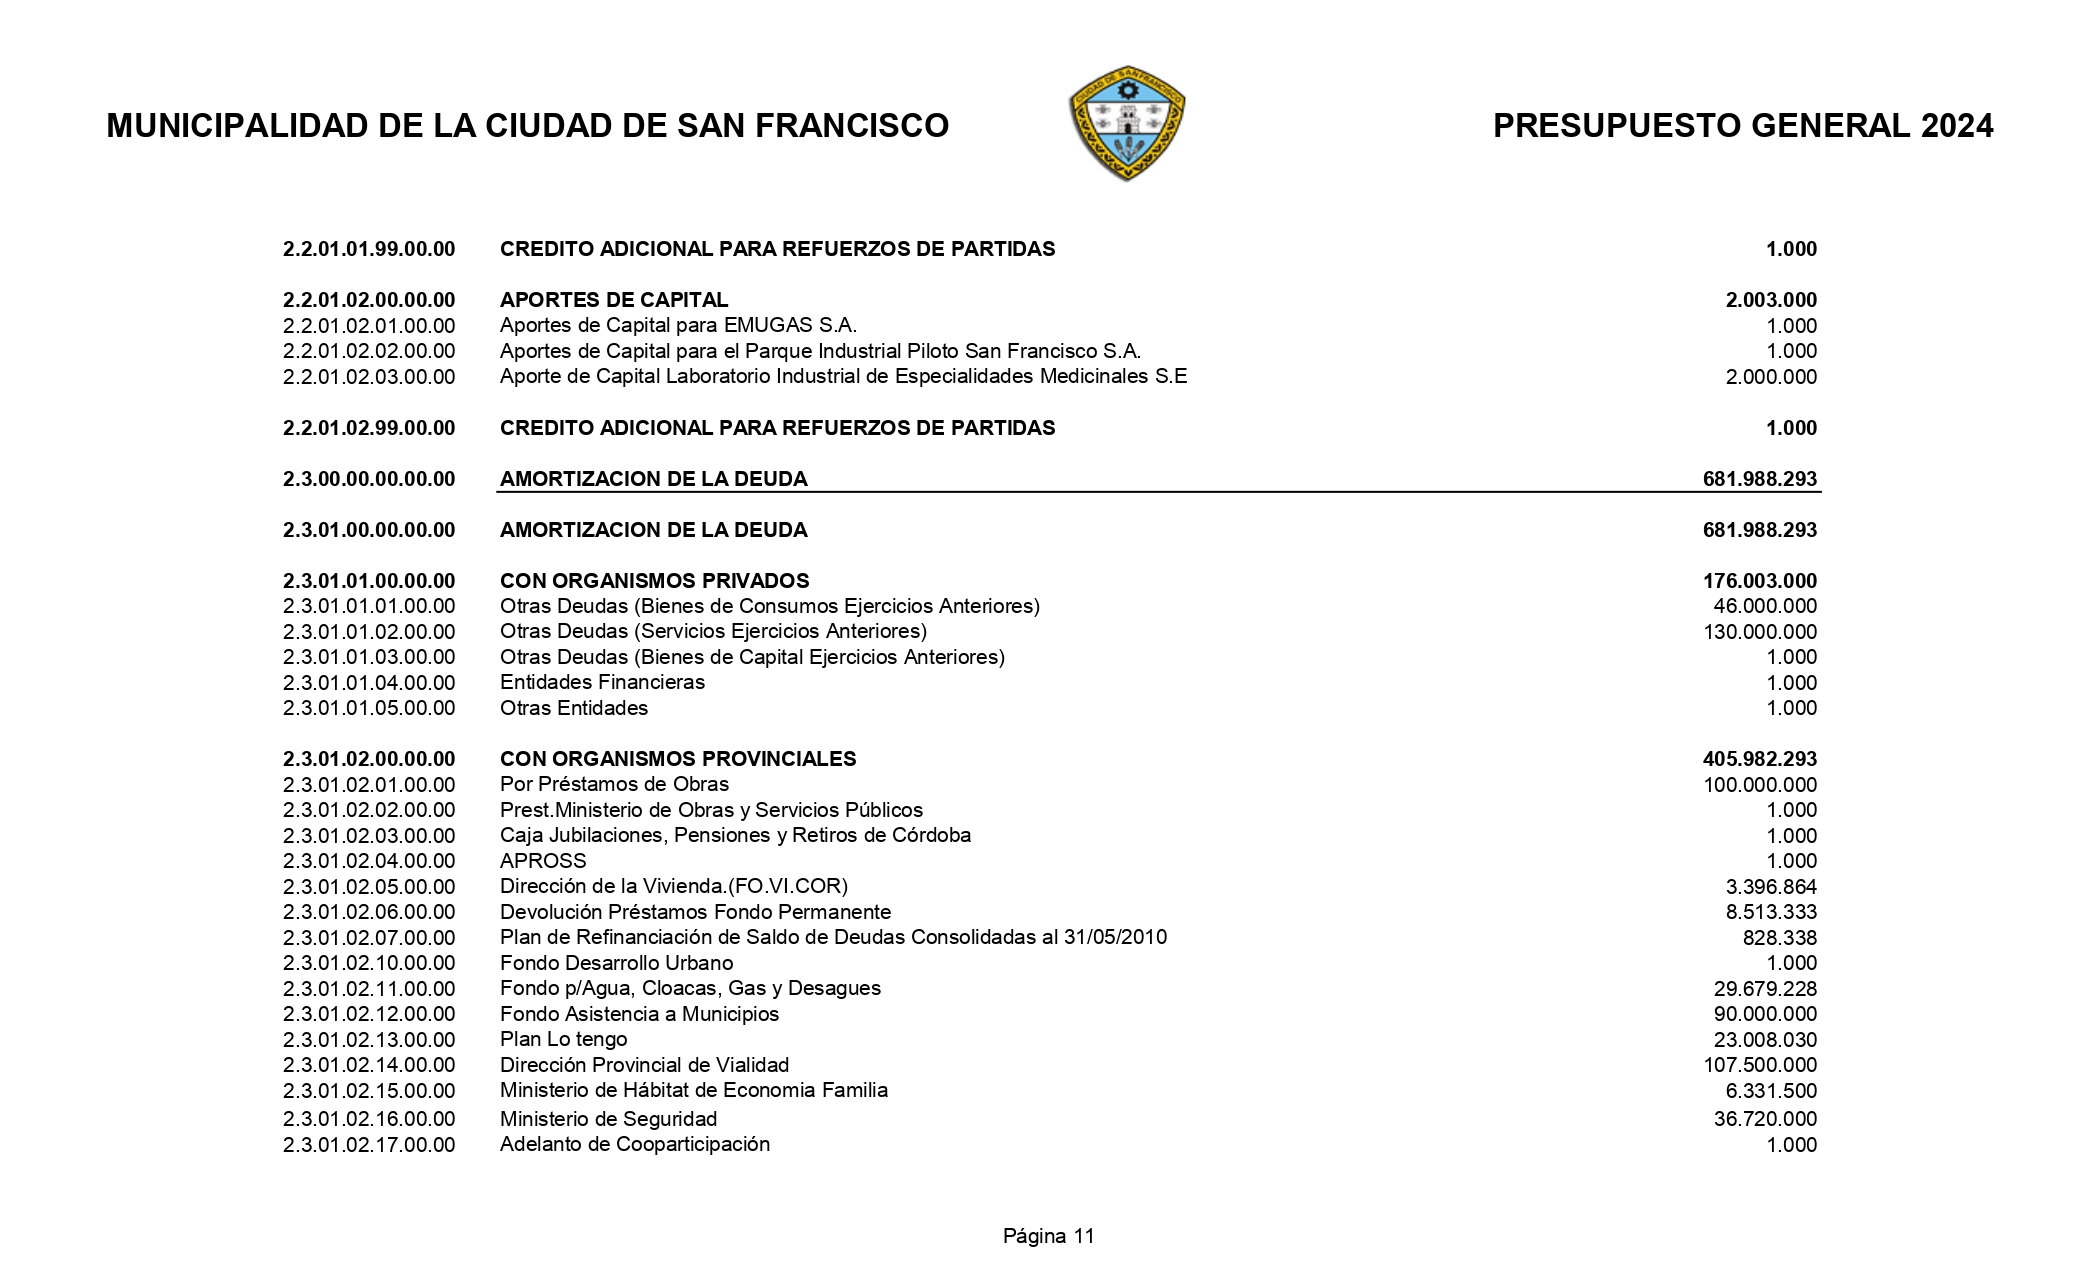 MUNICIPALIDAD DE LA CIUDAD DE SAN FRANCISCO
CIUDAD DE SAN FRANCISCO
PRESUPUESTO GENERAL 2024
2.2.01.01.99.00.00 CREDITO ADICIONAL PARA REFUERZOS DE PARTIDAS 1.000
2.2.01.02.00.00.00 APORTES DE CAPITAL 2.003.000
2.2.01.02.01.00.00 Aportes de Capital para EMUGAS S.A. 1.000
2.2.01.02.02.00.00 Aportes de Capital para el Parque Industrial Piloto San Francisco S.A. 1.000
2.2.01.02.03.00.00 Aporte de Capital Laboratorio Industrial de Especialidades Medicinales S.E 2.000.000
2.2.01.02.99.00.00 CREDITO ADICIONAL PARA REFUERZOS DE PARTIDAS 1.000
2.3.00.00.00.00.00 AMORTIZACION DE LA DEUDA 681.988.293
2.3.01.00.00.00.00 AMORTIZACION DE LA DEUDA 681.988.293
2.3.01.01.00.00.00 CON ORGANISMOS PRIVADOS 176.003.000
2.3.01.01.01.00.00 Otras Deudas (Bienes de Consumos Ejercicios Anteriores) 46.000.000
2.3.01.01.02.00.00 Otras Deudas (Servicios Ejercicios Anteriores) 130.000.000
2.3.01.01.03.00.00 Otras Deudas (Bienes de Capital Ejercicios Anteriores) 1.000
2.3.01.01.04.00.00 Entidades Financieras 1.000
2.3.01.01.05.00.00 Otras Entidades 1.000
2.3.01.02.00.00.00 CON ORGANISMOS PROVINCIALES 405.982.293
2.3.01.02.01.00.00 Por Préstamos de Obras 100.000.000
2.3.01.02.02.00.00 Prest.Ministerio de Obras y Servicios Públicos 1.000
2.3.01.02.03.00.00 Caja Jubilaciones, Pensiones y Retiros de Córdoba 1.000
2.3.01.02.04.00.00 APROSS 1.000
2.3.01.02.05.00.00 Dirección de la Vivienda.(FO.VI.COR) 3.396.864
2.3.01.02.06.00.00 Devolución Préstamos Fondo Permanente 8.513.333
2.3.01.02.07.00.00 Plan de Refinanciación de Saldo de Deudas Consolidadas al 31/05/2010 828.338
2.3.01.02.10.00.00 Fondo Desarrollo Urbano 1.000
2.3.01.02.11.00.00 Fondo p/Agua, Cloacas, Gas y Desagues 29.679.228
2.3.01.02.12.00.00 Fondo Asistencia a Municipios 90.000.000
2.3.01.02.13.00.00 Plan Lo tengo 23.008.030
2.3.01.02.14.00.00 Dirección Provincial de Vialidad 107.500.000
2.3.01.02.15.00.00 Ministerio de Hábitat de Economia Familia 6.331.500
2.3.01.02.16.00.00 Ministerio de Seguridad 36.720.000
2.3.01.02.17.00.00 Adelanto de Cooparticipación 1.000
Página 11